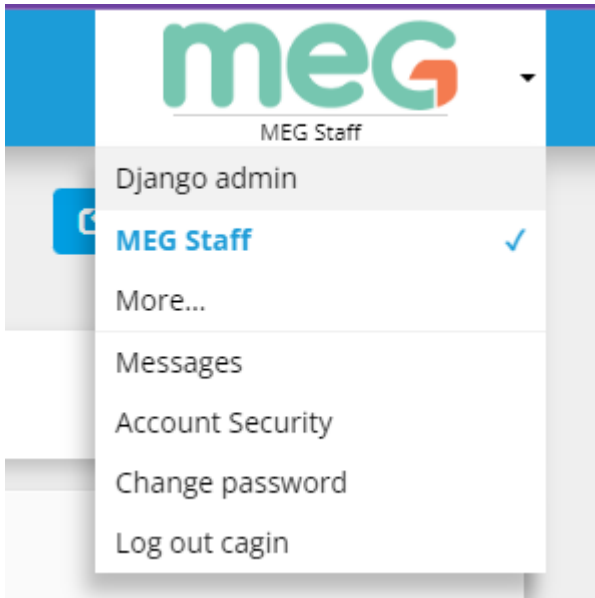 meG
MEG Staff
Django admin
MEG Staff
More...
Messages
Account Security
Change password
Log out cagin